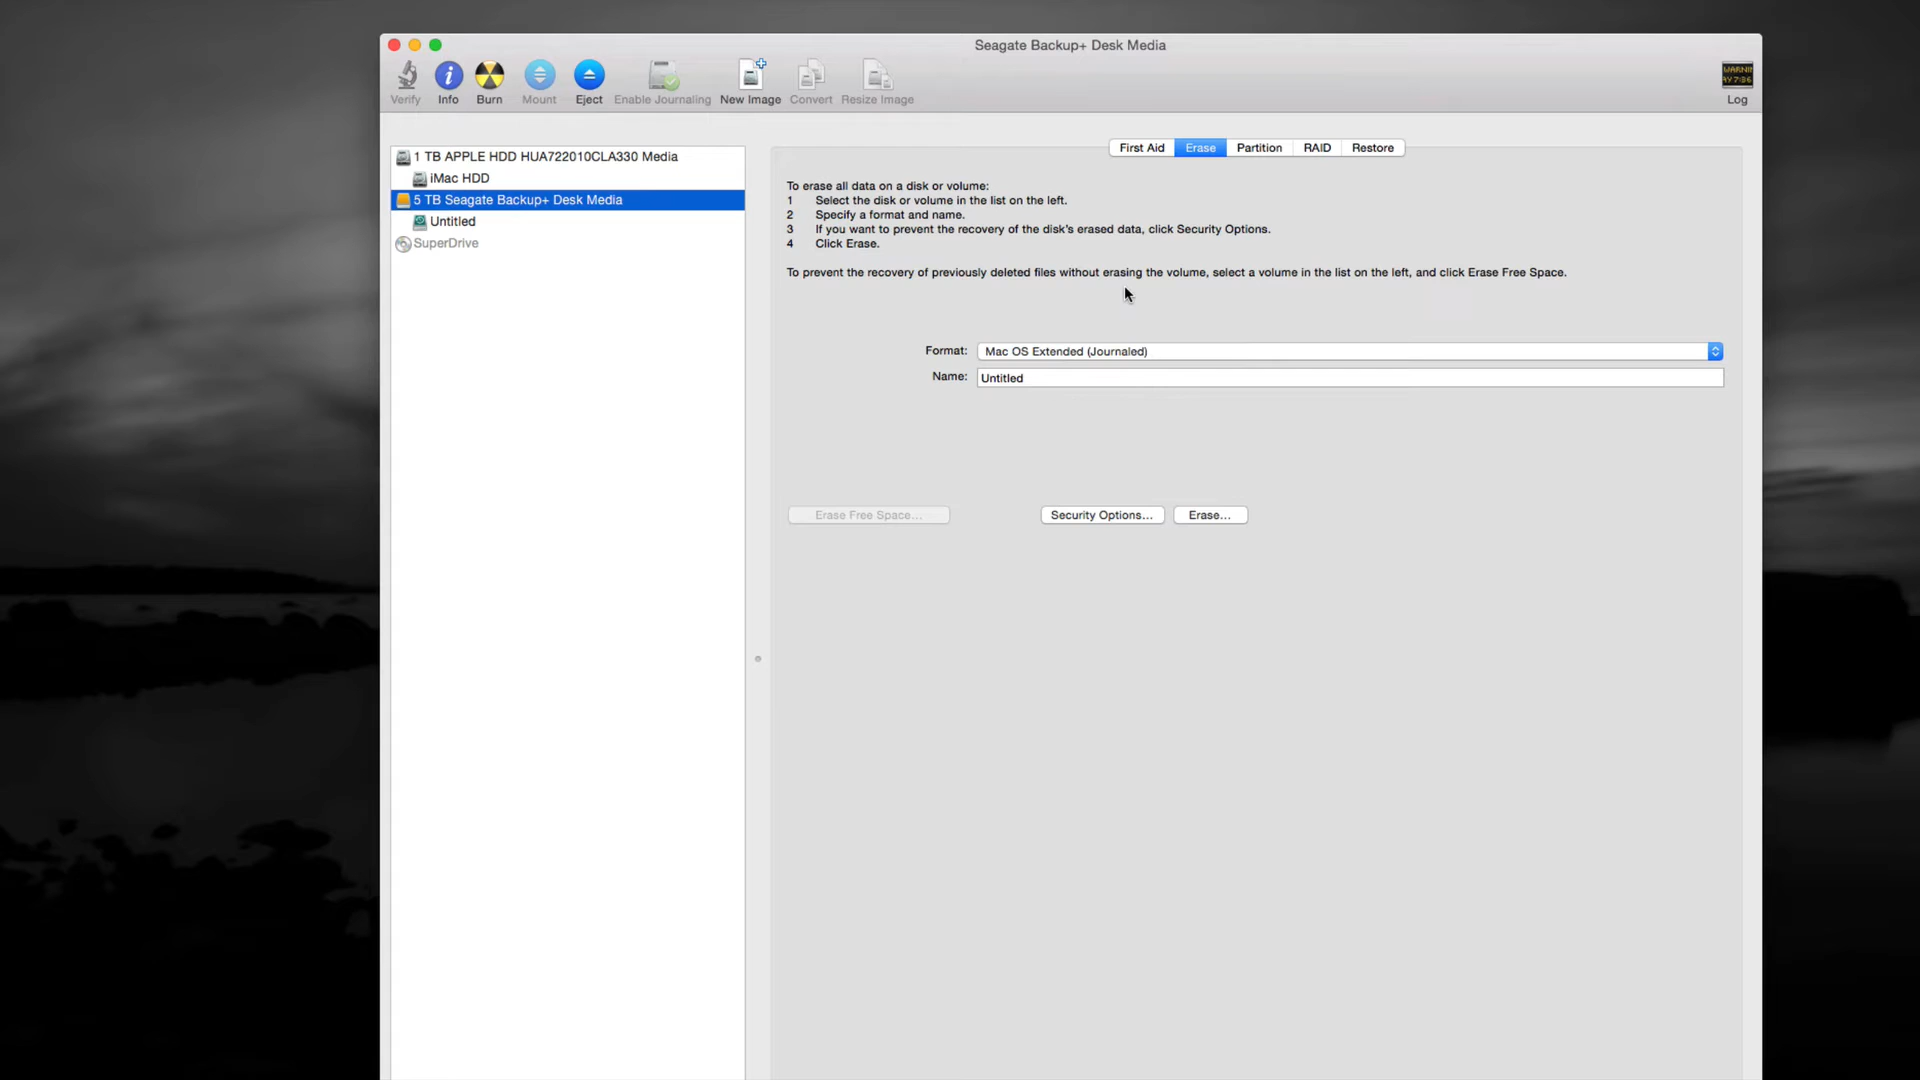 Seagate Backup+ Desk Media
Verify Info Burn Mount Eject Enable Journaling New Image Convert Resize Image
WARNI
Log
1 TB APPLE HDD HUA722010CLA330 Media
iMac HDD
5 TB Seagate Backup+ Desk Media
Untitled
SuperDrive
First Aid Erase Partition RAID Restore
To erase all data on a disk or volume:
1 Select the disk or volume in the list on the left.
2 Specify a format and name.
3 If you want to prevent the recovery of the disk's erased data, click Security Options.
4 Click Erase.
To prevent the recovery of previously deleted files without erasing the volume, select a volume in the list on the left, and click Erase Free Space.
Format: Mac OS Extended (Journaled)
Name: Untitled
Erase Free Space... Security Options... Erase...